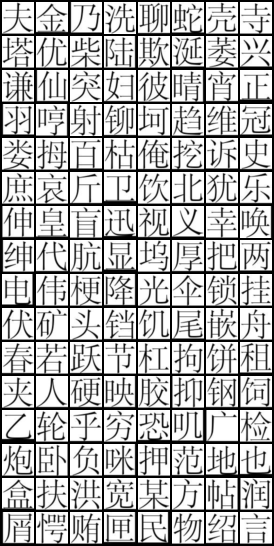 夫金乃洗聊蛇壳寺
塔优柴陆欺涎萎兴
谦仙突妇彼晴宵正
羽哼射铆坷趋维冠
娄拇百枯俺挖诉史
庶哀斤卫饮北犹乐
伸皇盲迅视义幸唤
绅代肮显坞厚把两
电伟梗降光伞锁挂
伏矿头铛饥尾嵌舟
春若跃节杠拘饼租
夹人硬映胶抑钢饲
乙轮乎穷恐叽广检
炮卧负咪押范地也
盒扶洪宽某方帖润
屑愕贿匣民物绍言